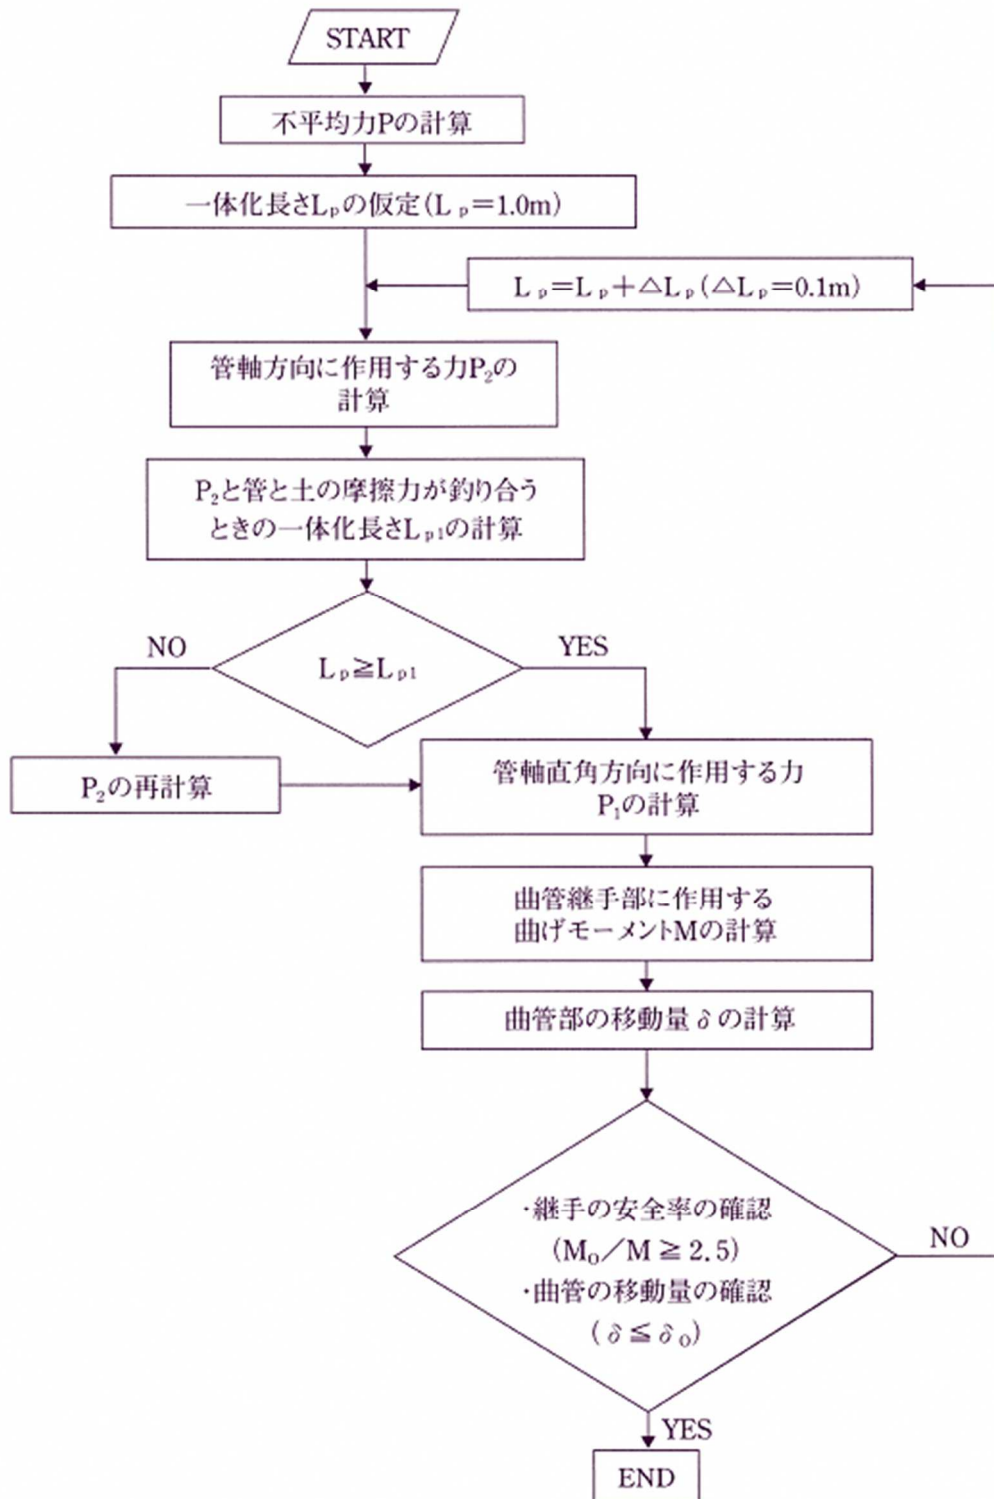 START
不平均力Pの計算
一体化長さLpの仮定(Lp=1.0m)
Lp=Lp+△Lp(△Lp=0.1m)
管軸方向に作用する力P₂の
計算
P₂と管と土の摩擦力が釣り合う
ときの一体化長さLp1の計算
NO
YES
Lp≧Lp1
P₂の再計算
管軸直角方向に作用する力
P₁の計算
曲管継手部に作用する
曲げモーメントMの計算
曲管部の移動量δの計算
・継手の安全率の確認
(M₀/M≧2.5)
・曲管の移動量の確認
(δ≦δ₀)
NO
YES
END